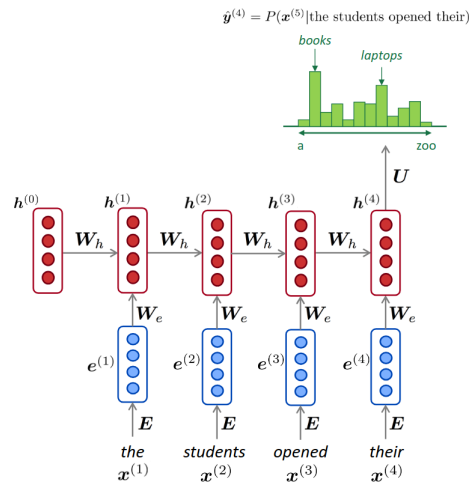 ŷ⁽⁴⁾ = P(x⁽⁵⁾|the students opened their)
books
laptops
a zoo
U
h⁽⁰⁾ h⁽¹⁾ h⁽²⁾ h⁽³⁾ h⁽⁴⁾
W_h W_h W_h W_h
W_e W_e W_e W_e
e⁽¹⁾ e⁽²⁾ e⁽³⁾ e⁽⁴⁾
E E E E
the students opened their
x⁽¹⁾ x⁽²⁾ x⁽³⁾ x⁽⁴⁾